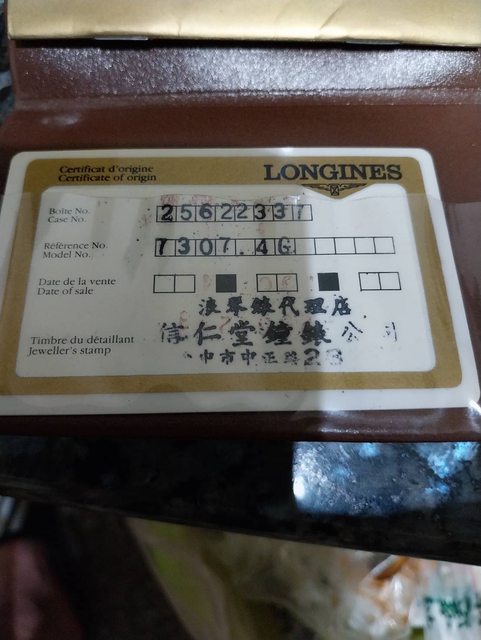 Certificat d'origine
Certificate of origin
LONGINES
Boîte No.
Case No.
25622337
Référence No.
Model No.
7307.4G
Date de la vente
Date of sale
浪琴錶代理店
信仁堂鐘錶公司
Timbre du détaillant
Jeweller's stamp
中市中正路23